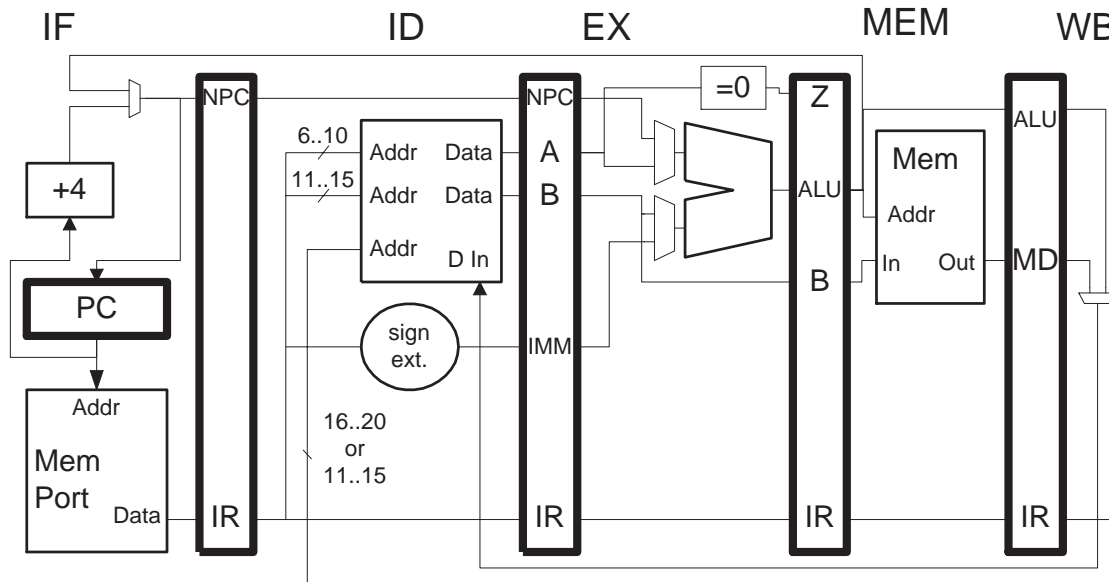 IF ID EX MEM WB
NPC NPC =0 Z
6..10 Addr Data A ALU
+4 11..15 Addr Data B ALU Mem
Addr Addr
D In In Out MD
PC B
sign ext. IMM
Addr
16..20
or
11..15
Mem
Port
Data IR IR IR IR